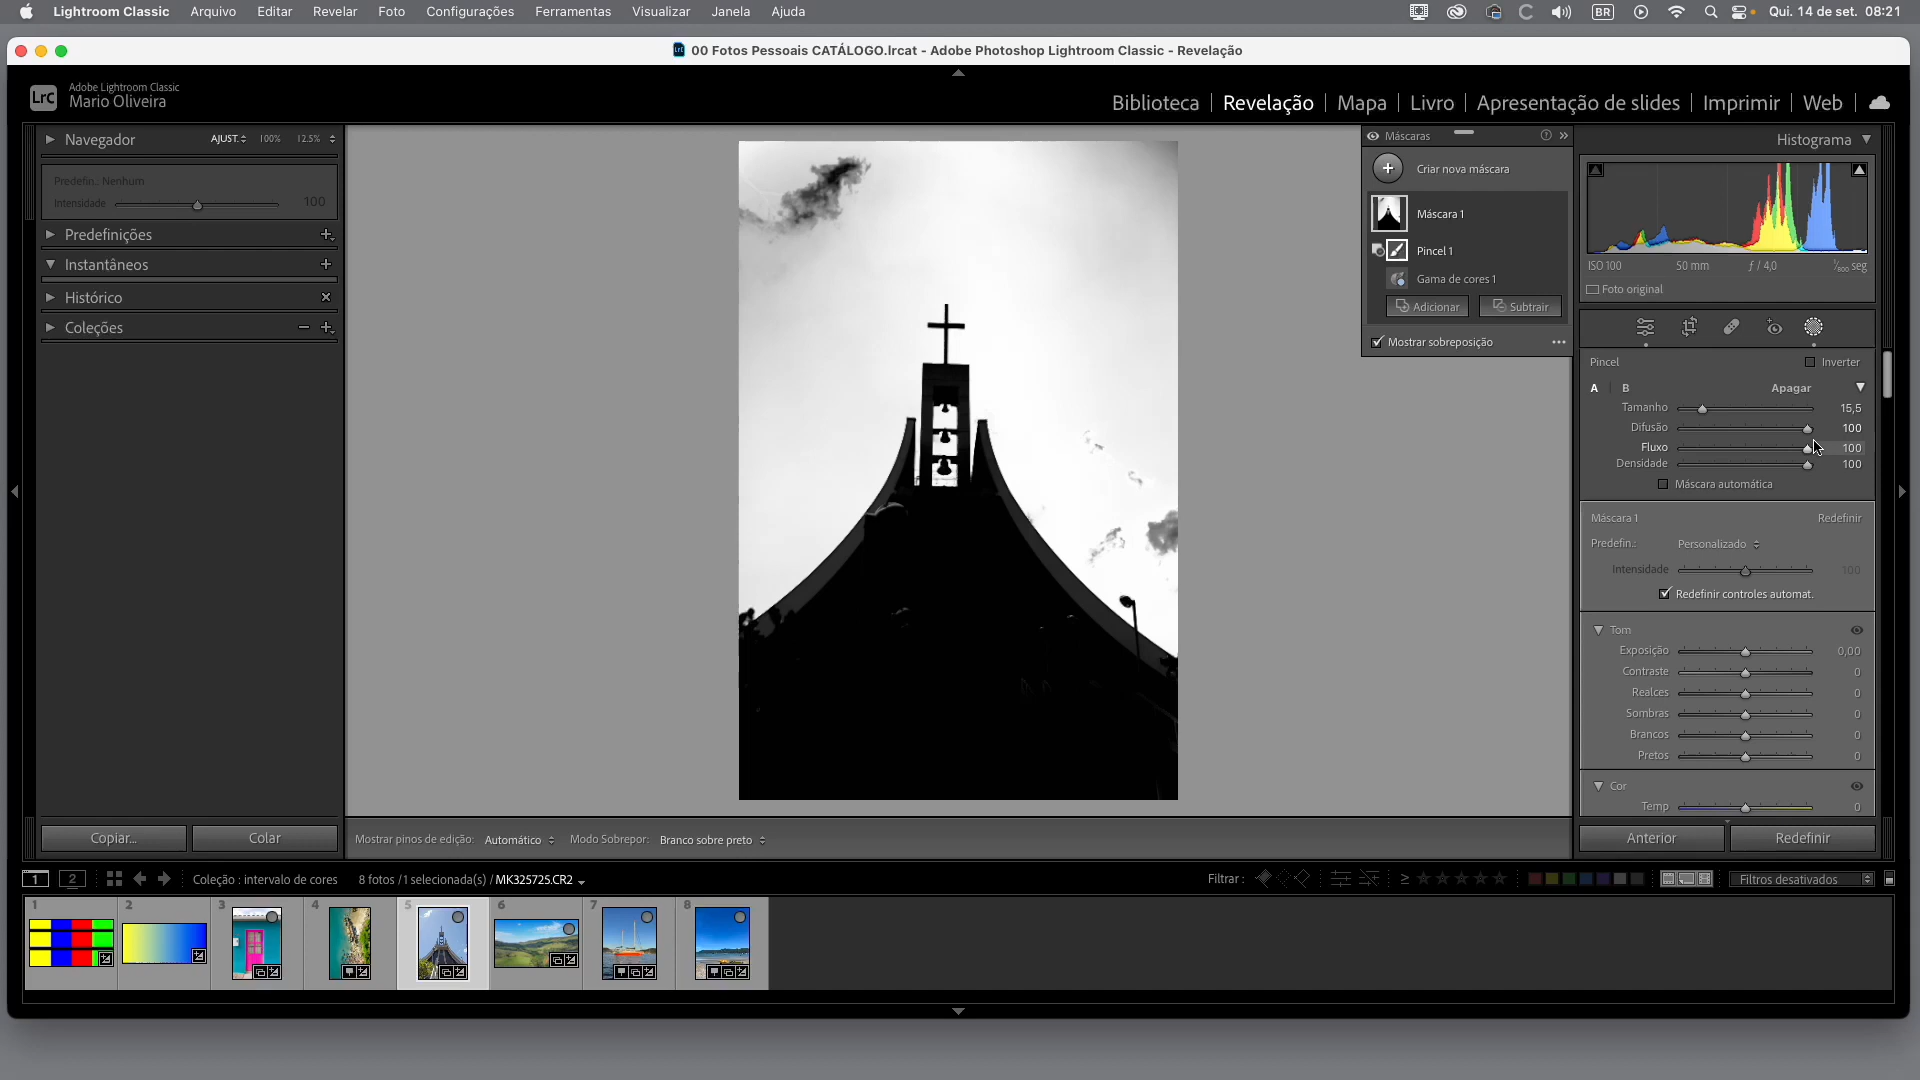 Lightroom Classic Arquivo Editar Revelar Foto Configurações Ferramentas Visualizar Janela Ajuda BR Qui. 14 de set. 08:21
00 Fotos Pessoais CATÁLOGO.lrcat - Adobe Photoshop Lightroom Classic - Revelação
LrC
Adobe Lightroom Classic
Mario Oliveira
Biblioteca | Revelação | Mapa | Livro | Apresentação de slides | Imprimir | Web
Navegador AJUST. 100% 12.5%
Predefin.: Nenhum
Intensidade 100
Predefinições
Instantâneos
Histórico
Coleções
Copiar... Colar
Máscaras
Criar nova máscara
Máscara 1
Pincel 1
Gama de cores 1
Adicionar Subtrair
Mostrar sobreposição
Histograma
ISO 100 50 mm ƒ / 4,0 1/800 seg
Foto original
Pincel Inverter
A B Apagar
Tamanho 15,5
Difusão 100
Fluxo 100
Densidade 100
Máscara automática
Máscara 1 Redefinir
Predefin.: Personalizado
Intensidade 100
Redefinir controles automat.
Tom
Exposição 0,00
Contraste 0
Realces 0
Sombras 0
Brancos 0
Pretos 0
Cor
Temp 0
Anterior Redefinir
Mostrar pinos de edição: Automático Modo Sobrepor: Branco sobre preto
1 2 Coleção : intervalo de cores 8 fotos /1 selecionada(s) / MK325725.CR2 Filtrar : Filtros desativados
1 2 3 4 5 6 7 8